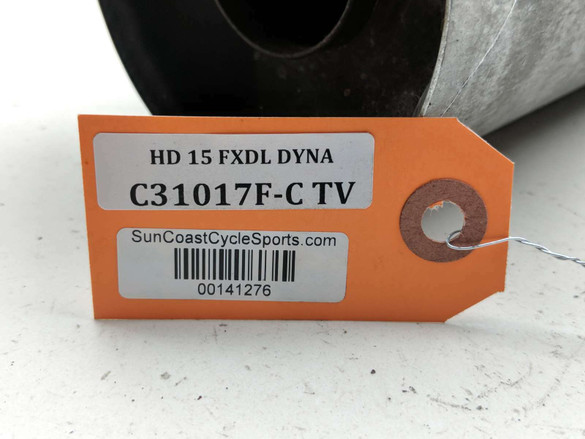 HD 15 FXDL DYNA
C31017F-C TV
SunCoastCycleSports.com
00141276